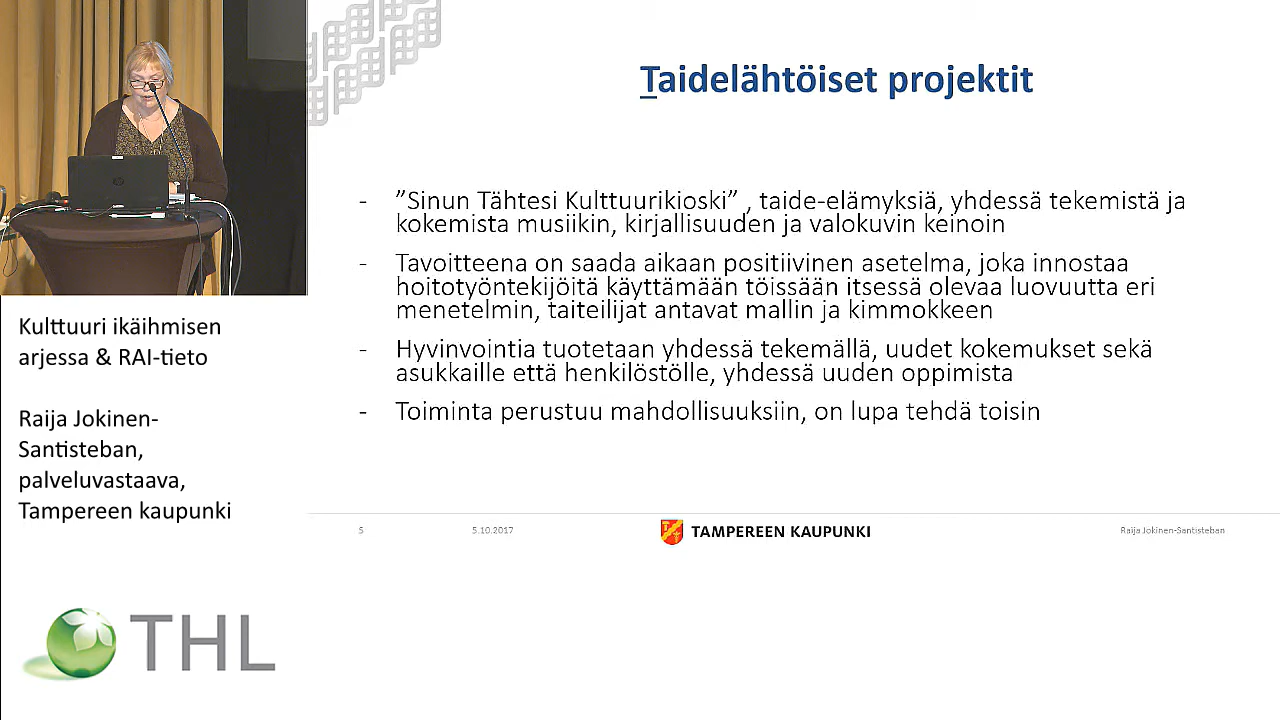 Taidelähtöiset projektit
- ”Sinun Tähtesi Kulttuurikioski” , taide-elämyksiä, yhdessä tekemistä ja
kokemista musiikin, kirjallisuuden ja valokuvin keinoin
- Tavoitteena on saada aikaan positiivinen asetelma, joka innostaa
hoitotyöntekijöitä käyttämään töissään itsessä olevaa luovuutta eri
menetelmin, taiteilijat antavat mallin ja kimmokkeen
- Hyvinvointia tuotetaan yhdessä tekemällä, uudet kokemukset sekä
asukkaille että henkilöstölle, yhdessä uuden oppimista
- Toiminta perustuu mahdollisuuksiin, on lupa tehdä toisin
5
5.10.2017
TAMPEREEN KAUPUNKI
Raija Jokinen-Santisteban
Kulttuuri ikäihmisen
arjessa & RAI-tieto
Raija Jokinen-
Santisteban,
palveluvastaava,
Tampereen kaupunki
THL